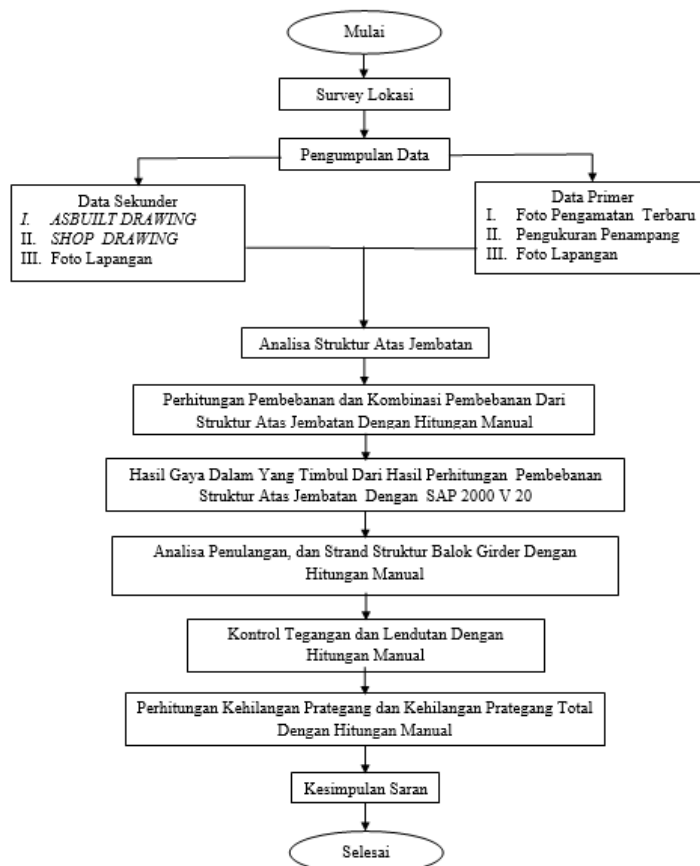 Mulai
Survey Lokasi
Pengumpulan Data
Data Sekunder
I. ASBUILT DRAWING
II. SHOP DRAWING
III. Foto Lapangan
Data Primer
I. Foto Pengamatan Terbaru
II. Pengukuran Penampang
III. Foto Lapangan
Analisa Struktur Atas Jembatan
Perhitungan Pembebanan dan Kombinasi Pembebanan Dari
Struktur Atas Jembatan Dengan Hitungan Manual
Hasil Gaya Dalam Yang Timbul Dari Hasil Perhitungan Pembebanan
Struktur Atas Jembatan Dengan SAP 2000 V 20
Analisa Penulangan, dan Strand Struktur Balok Girder Dengan
Hitungan Manual
Kontrol Tegangan dan Lendutan Dengan
Hitungan Manual
Perhitungan Kehilangan Prategang dan Kehilangan Prategang Total
Dengan Hitungan Manual
Kesimpulan Saran
Selesai